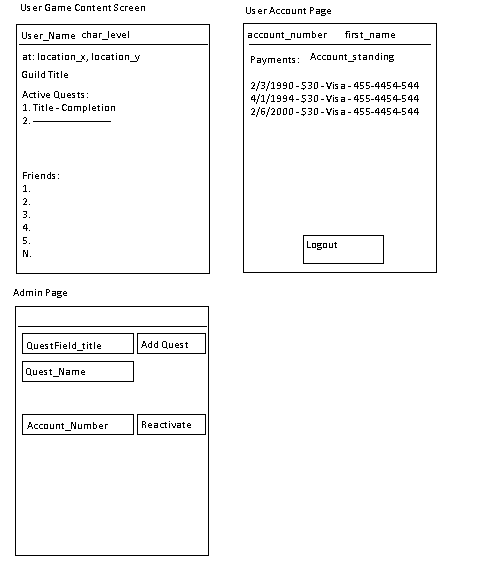 User Game Content Screen
User_Name char_level
at: location_x, location_y
Guild Title
Active Quests:
1. Title - Completion
2. 
Friends:
1.
2.
3.
4.
5.
N.
User Account Page
account_number first_name
Payments: Account_standing
2/3/1990 - $30 - Visa - 455-4454-544
4/1/1994 - $30 - Visa - 455-4454-544
2/6/2000 - $30 - Visa - 455-4454-544
Logout
Admin Page
QuestField_title Add Quest
Quest_Name
Account_Number Reactivate